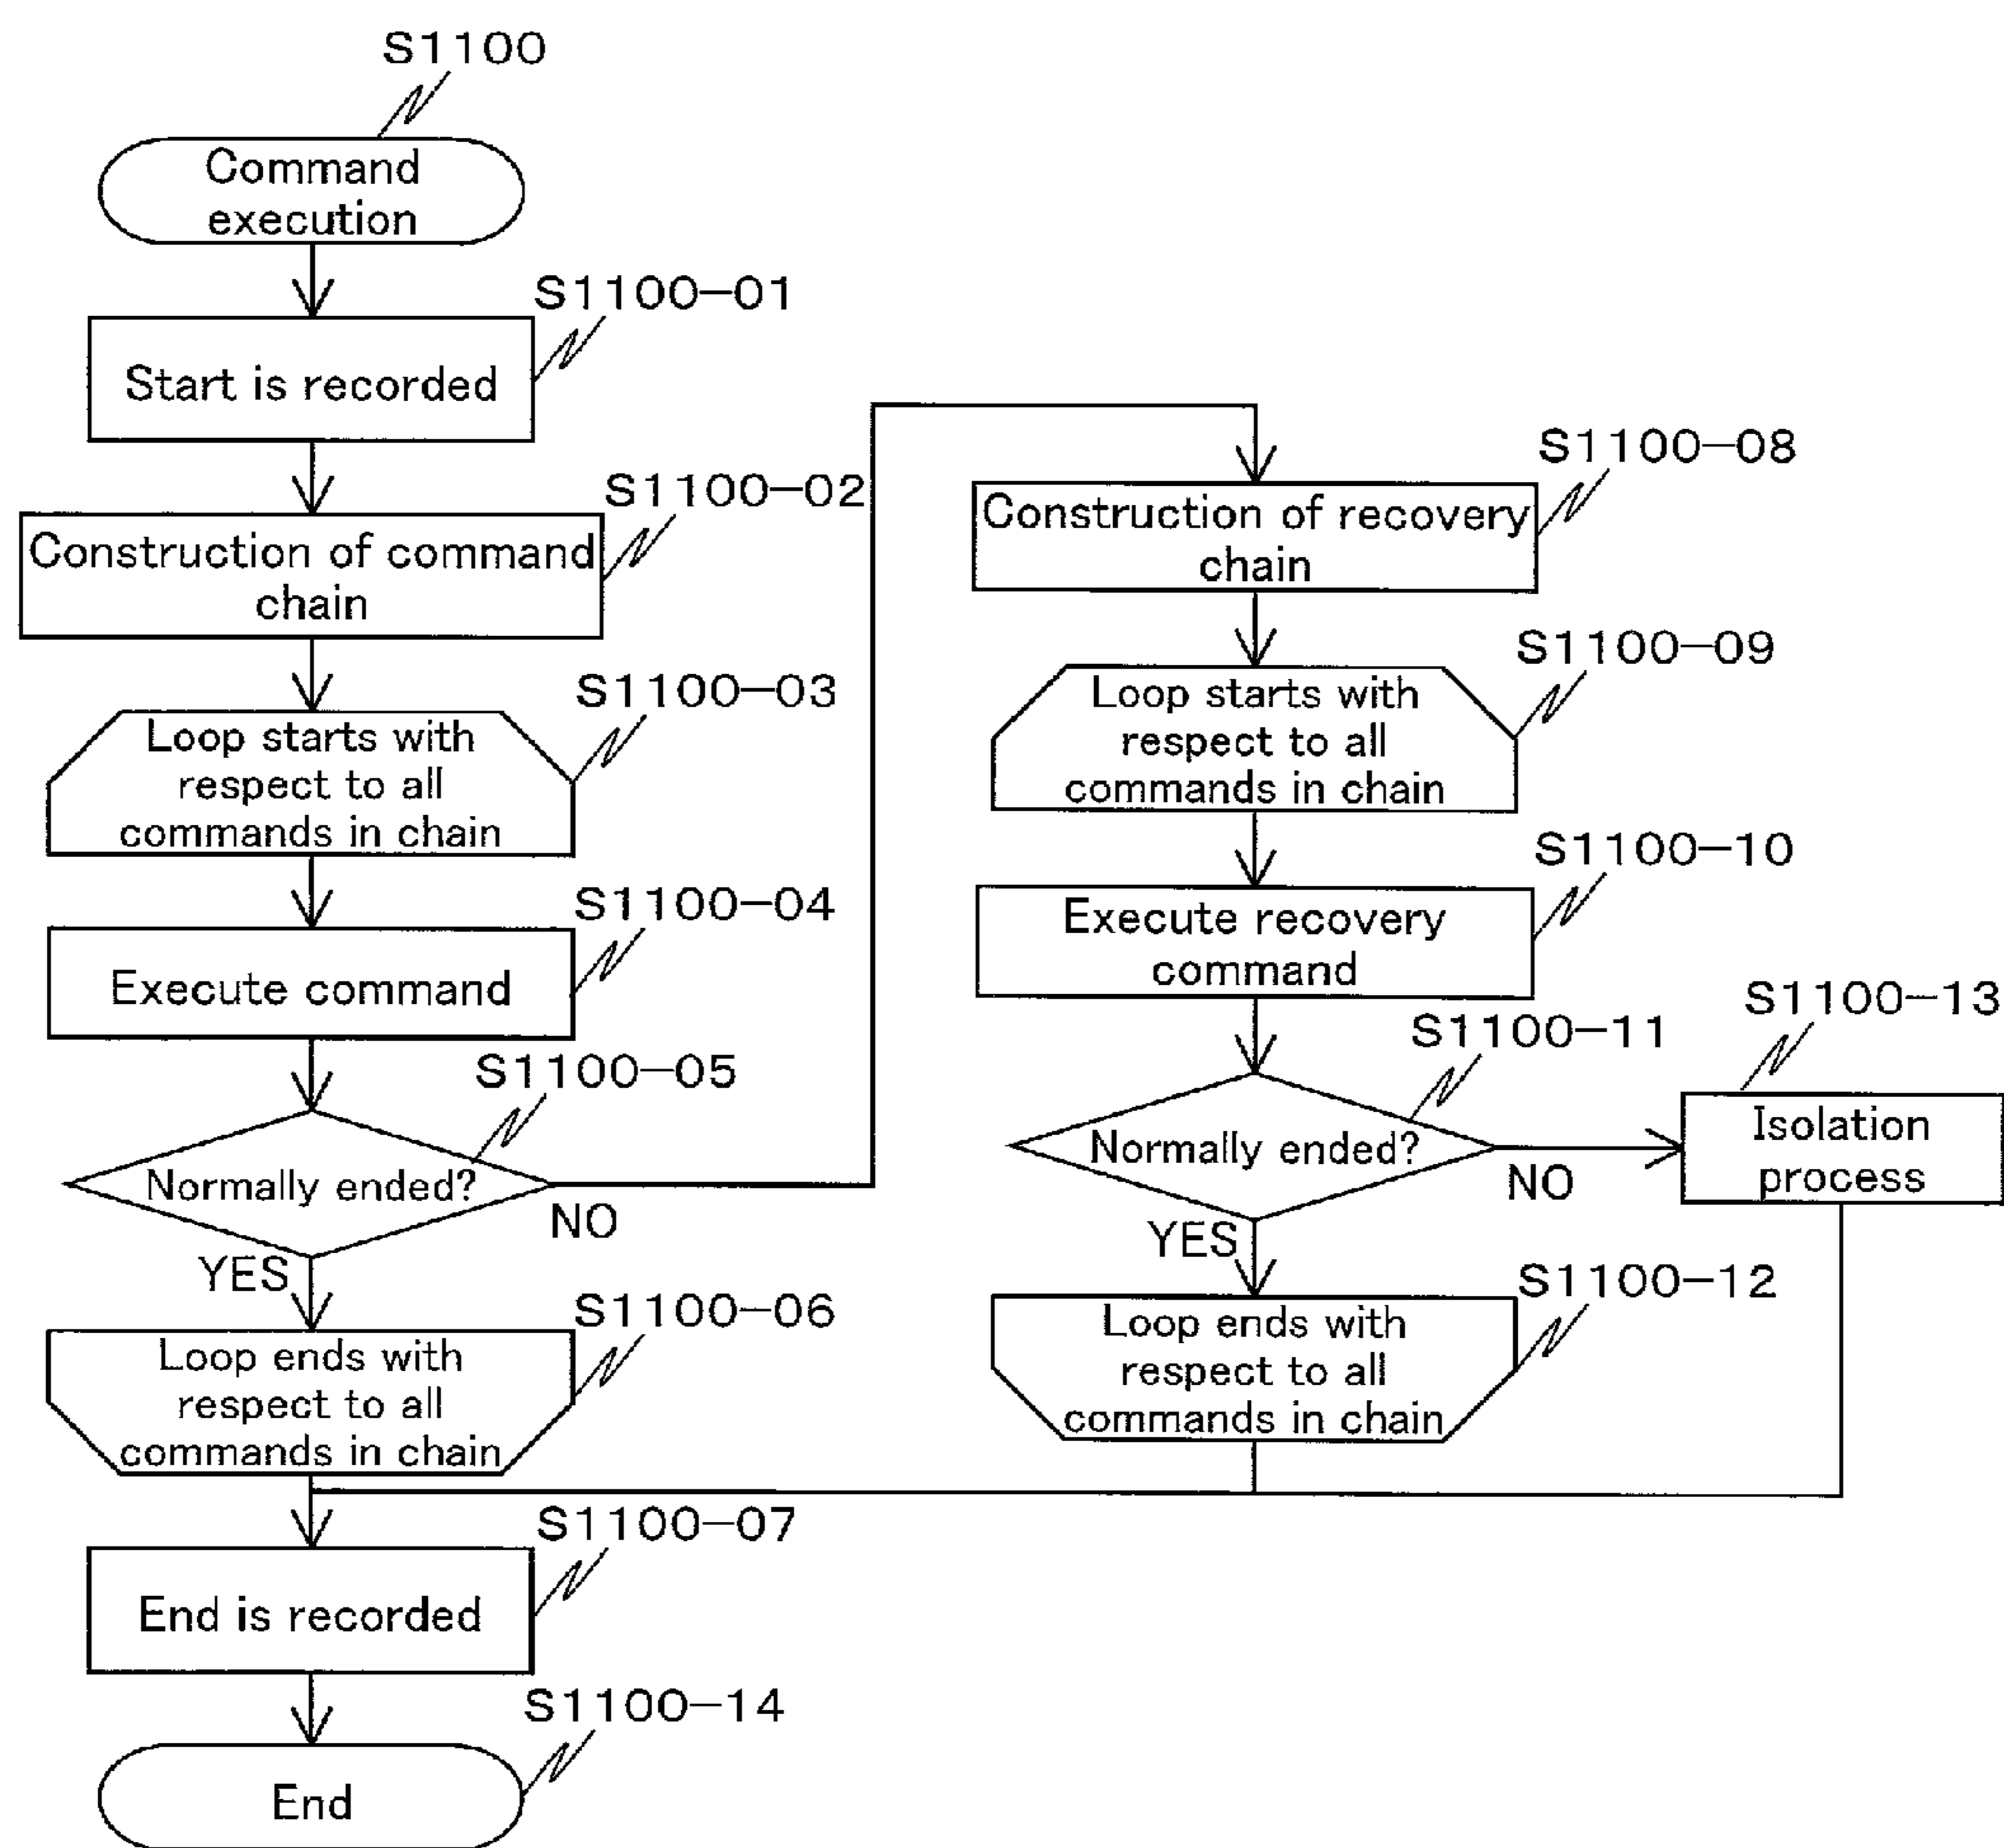 S1100
Command
execution
S1100-01
Start is recorded
S1100-02
Construction of command
chain
S1100-03
Loop starts with
respect to all
commands in chain
S1100-04
Execute command
S1100-05
Normally ended?
NO
YES
S1100-06
Loop ends with
respect to all
commands in chain
S1100-07
End is recorded
S1100-14
End
S1100-08
Construction of recovery
chain
S1100-09
Loop starts with
respect to all
commands in chain
S1100-10
Execute recovery
command
S1100-11
Normally ended?
NO
YES
S1100-13
Isolation
process
S1100-12
Loop ends with
respect to all
commands in chain